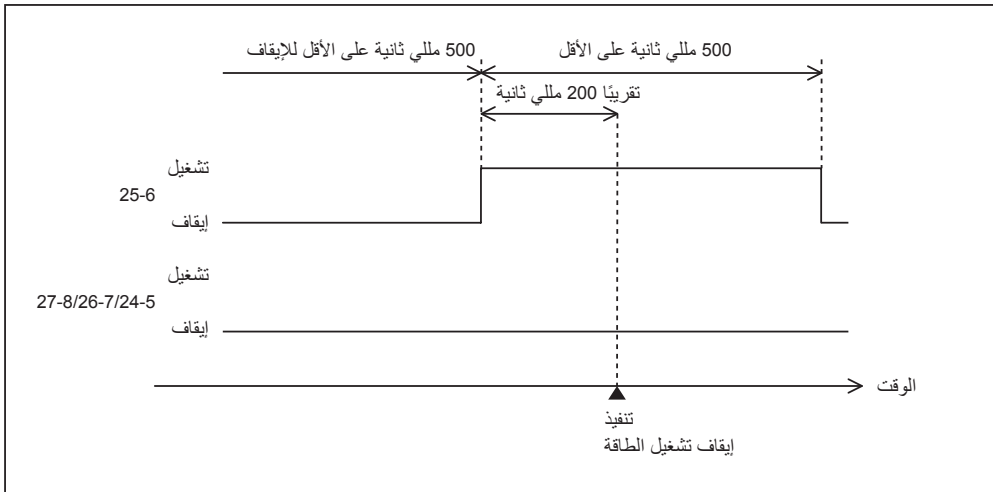 500 مللي ثانية على الأقل للإيقاف
500 مللي ثانية على الأقل
تقريبًا 200 مللي ثانية
تشغيل
25-6
إيقاف
تشغيل
27-8/26-7/24-5
إيقاف
الوقت
تنفيذ
إيقاف تشغيل الطاقة